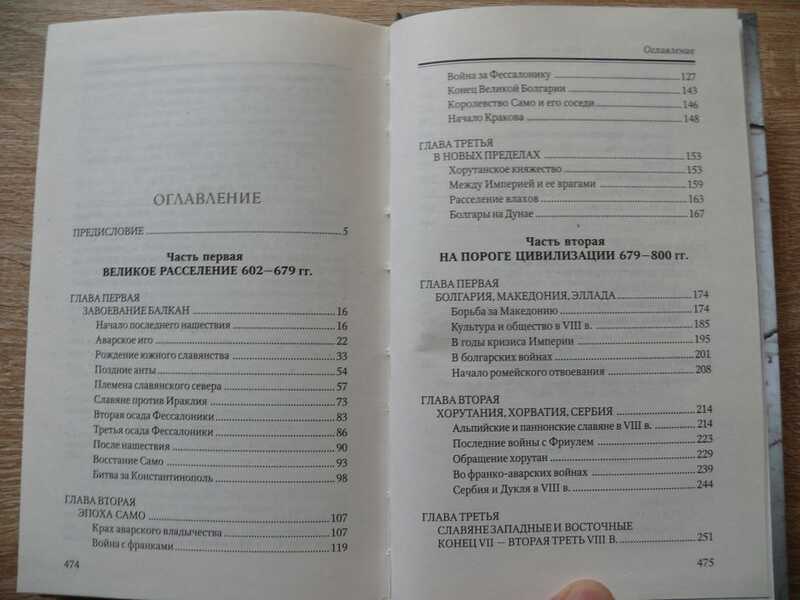 ОГЛАВЛЕНИЕ
ПРЕДИСЛОВИЕ 5
Часть первая
ВЕЛИКОЕ РАССЕЛЕНИЕ 602—679 гг.
ГЛАВА ПЕРВАЯ
ЗАВОЕВАНИЕ БАЛКАН 16
Начало последнего нашествия 16
Аварское иго 22
Рождение южного славянства 33
Поздние анты 54
Племена славянского севера 57
Славяне против Ираклия 73
Вторая осада Фессалоники 83
Третья осада Фессалоники 86
После нашествия 90
Восстание Само 93
Битва за Константинополь 98
ГЛАВА ВТОРАЯ
ЭПОХА САМО 107
Крах аварского владычества 107
Война с франками 119
474
Оглавление
Война за Фессалонику 127
Конец Великой Болгарии 143
Королевство Само и его соседи 146
Начало Кракова 148
ГЛАВА ТРЕТЬЯ
В НОВЫХ ПРЕДЕЛАХ 153
Хорутанское княжество 153
Между Империей и ее врагами 159
Расселение влахов 163
Болгары на Дунае 167
Часть вторая
НА ПОРОГЕ ЦИВИЛИЗАЦИИ 679—800 гг.
ГЛАВА ПЕРВАЯ
БОЛГАРИЯ, МАКЕДОНИЯ, ЭЛЛАДА 174
Борьба за Македонию 174
Культура и общество в VIII в. 185
В годы кризиса Империи 195
В болгарских войнах 201
Начало ромейского отвоевания 208
ГЛАВА ВТОРАЯ
ХОРУТАНИЯ, ХОРВАТИЯ, СЕРБИЯ 214
Альпийские и паннонские славяне в VIII в. 214
Последние войны с Фриулем 223
Обращение хорутан 229
Во франко-аварских войнах 239
Сербия и Дукля в VIII в. 244
ГЛАВА ТРЕТЬЯ
СЛАВЯНЕ ЗАПАДНЫЕ И ВОСТОЧНЫЕ
КОНЕЦ VII — ВТОРАЯ ТРЕТЬ VIII В. 251
475